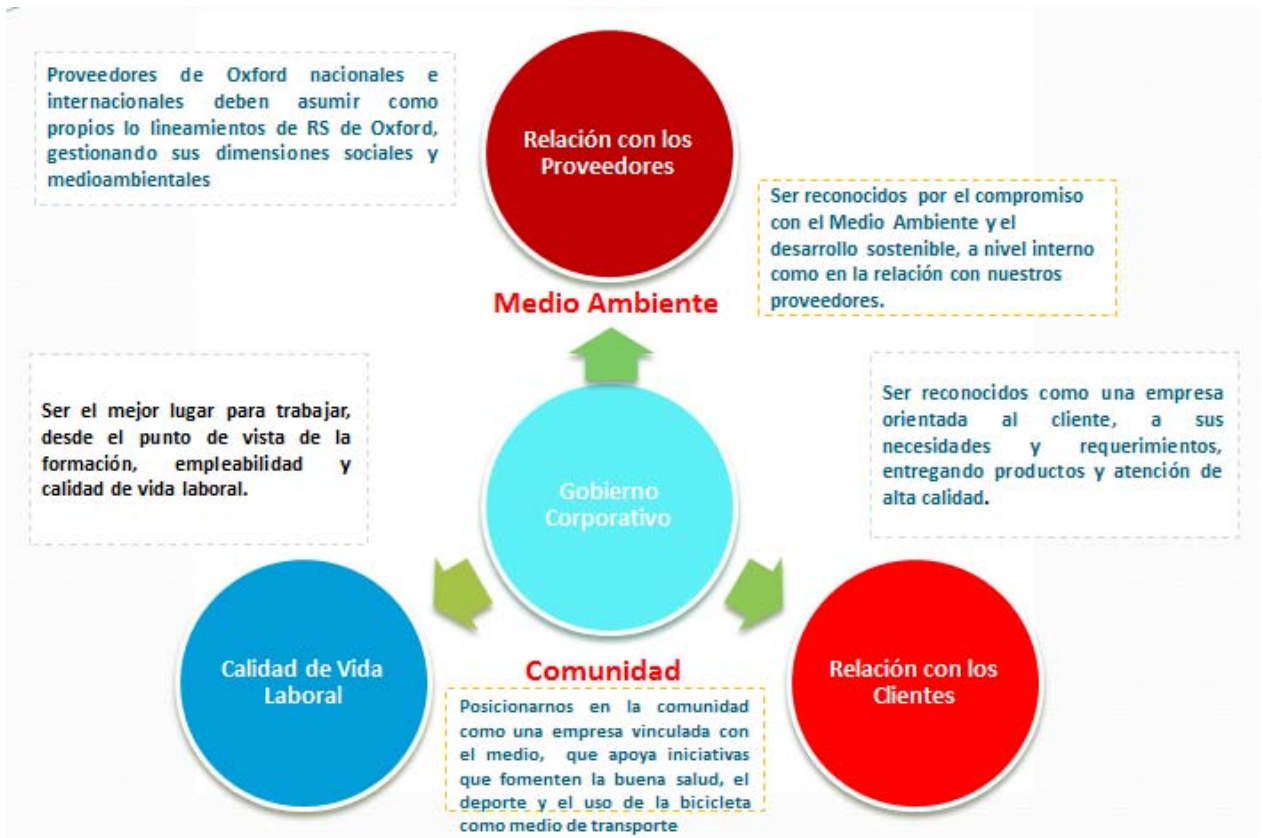 Proveedores de Oxford nacionales e
internacionales deben asumir como
propios lo lineamientos de RS de Oxford,
gestionando sus dimensiones sociales y
medioambientales
Relación con los
Proveedores
Ser reconocidos por el compromiso
con el Medio Ambiente y el
desarrollo sostenible, a nivel interno
como en la relación con nuestros
proveedores.
Medio Ambiente
Ser el mejor lugar para trabajar,
desde el punto de vista de la
formación, empleabilidad y
calidad de vida laboral.
Gobierno
Corporativo
Ser reconocidos como una empresa
orientada al cliente, a sus
necesidades y requerimientos,
entregando productos y atención de
alta calidad.
Calidad de Vida
Laboral
Comunidad
Posicionarnos en la comunidad
como una empresa vinculada con
el medio, que apoya iniciativas
que fomenten la buena salud, el
deporte y el uso de la bicicleta
como medio de transporte
Relación con los
Clientes